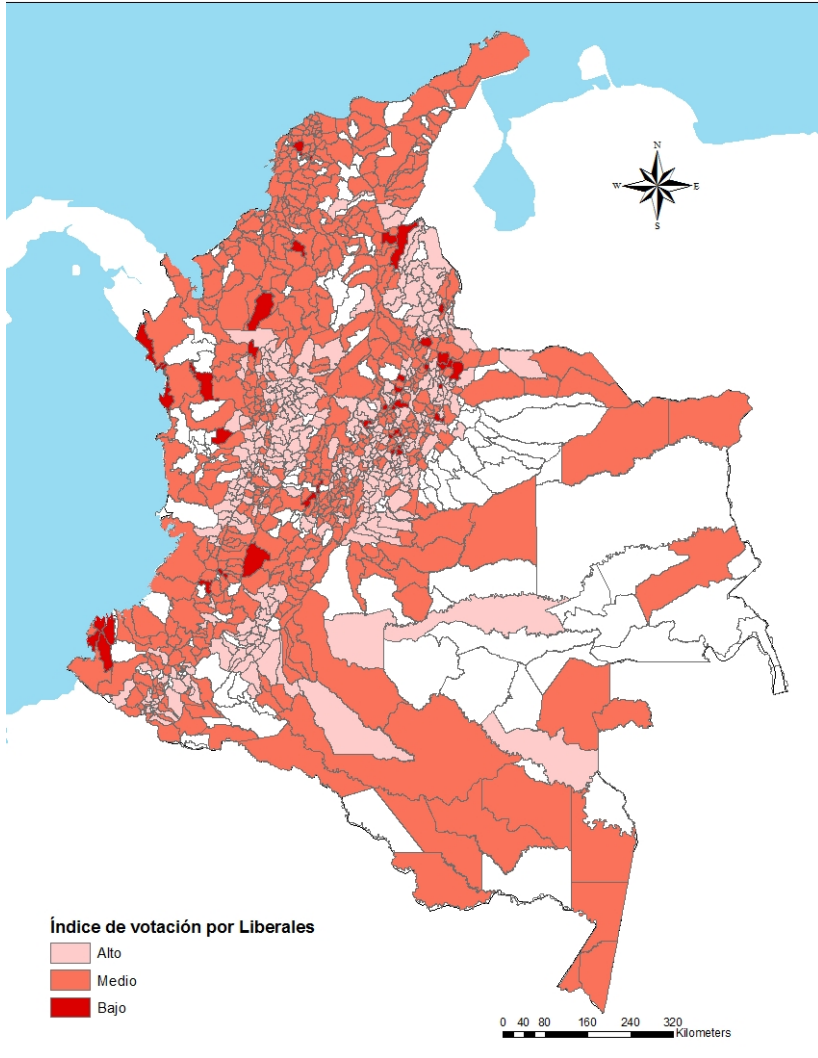 N
W E
S
Índice de votación por Liberales
Alto
Medio
Bajo
0 40 80 160 240 320
Kilometers